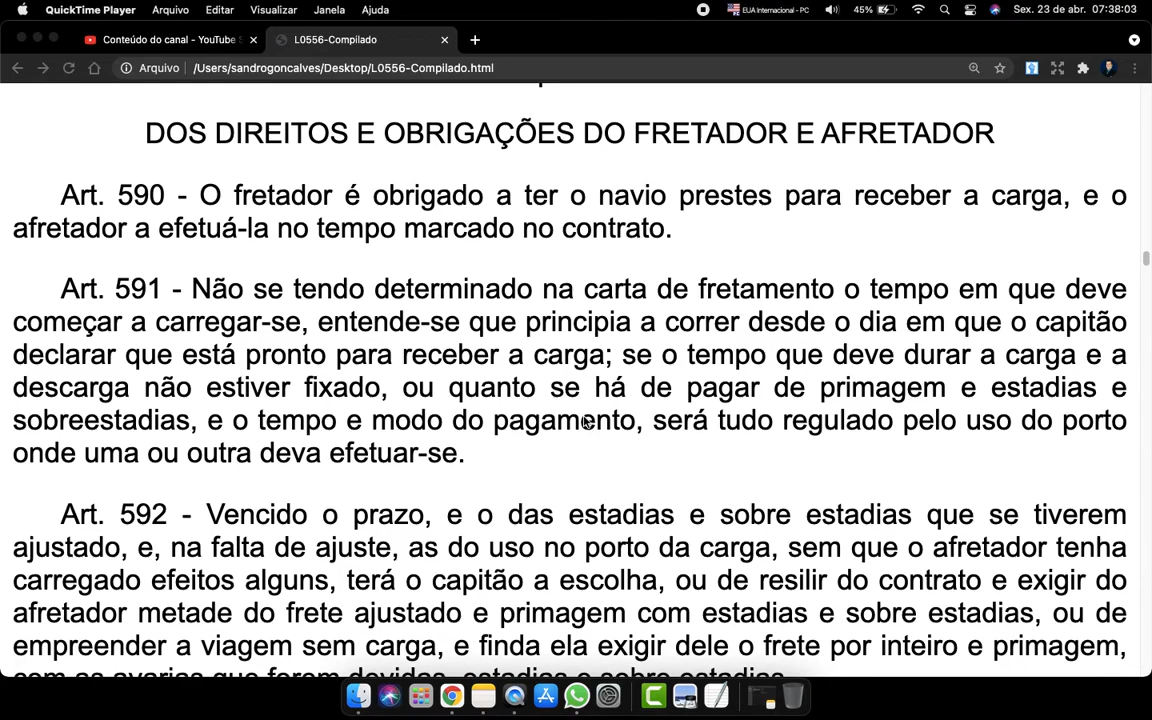 QuickTime Player Arquivo Editar Visualizar Janela Ajuda EUA Internacional - PC 45% Sex. 23 de abr. 07:38:03
Conteúdo do canal - YouTube L0556-Compilado
Arquivo /Users/sandrogoncalves/Desktop/L0556-Compilado.html
DOS DIREITOS E OBRIGAÇÕES DO FRETADOR E AFRETADOR
Art. 590 - O fretador é obrigado a ter o navio prestes para receber a carga, e o
afretador a efetuá-la no tempo marcado no contrato.
Art. 591 - Não se tendo determinado na carta de fretamento o tempo em que deve
começar a carregar-se, entende-se que principia a correr desde o dia em que o capitão
declarar que está pronto para receber a carga; se o tempo que deve durar a carga e a
descarga não estiver fixado, ou quanto se há de pagar de primagem e estadias e
sobreestadias, e o tempo e modo do pagamento, será tudo regulado pelo uso do porto
onde uma ou outra deva efetuar-se.
Art. 592 - Vencido o prazo, e o das estadias e sobre estadias que se tiverem
ajustado, e, na falta de ajuste, as do uso no porto da carga, sem que o afretador tenha
carregado efeitos alguns, terá o capitão a escolha, ou de resilir do contrato e exigir do
afretador metade do frete ajustado e primagem com estadias e sobre estadias, ou de
empreender a viagem sem carga, e finda ela exigir dele o frete por inteiro e primagem,
com as avarias que forem devidas, estadias e sobre estadias.